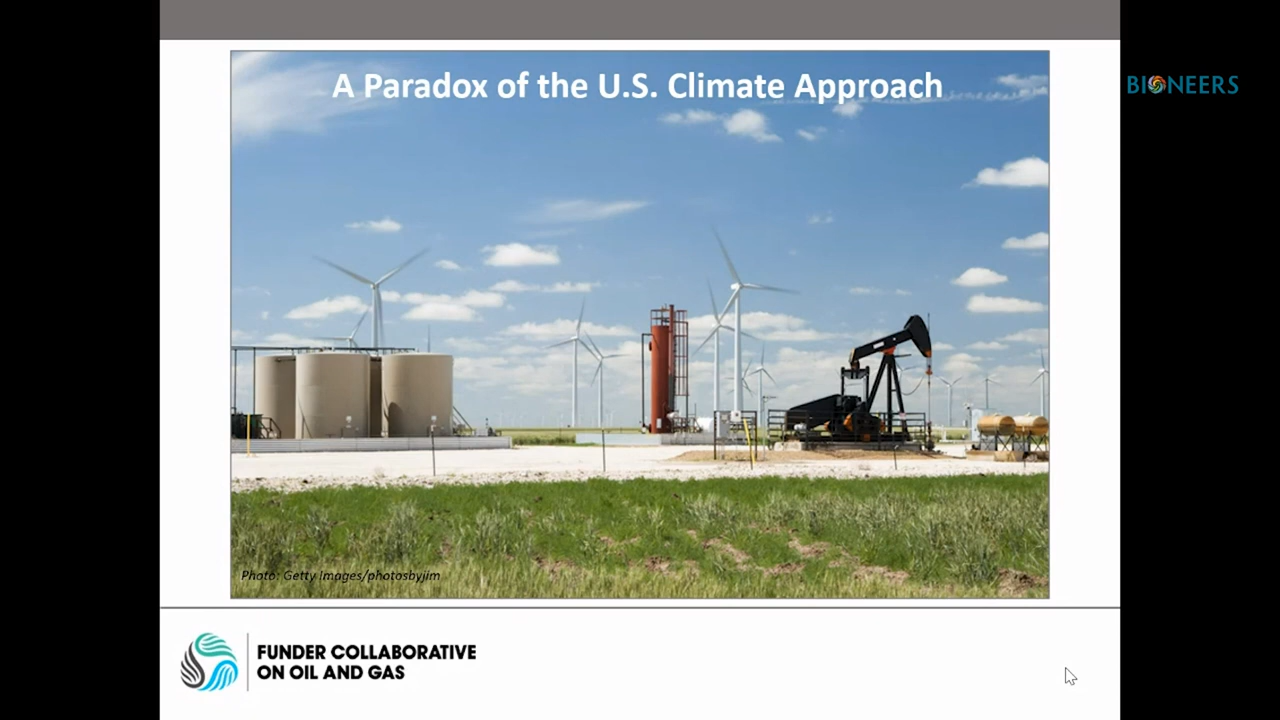 A Paradox of the U.S. Climate Approach
BIONEERS
Photo: Getty Images/photosbyjim
FUNDER COLLABORATIVE
ON OIL AND GAS